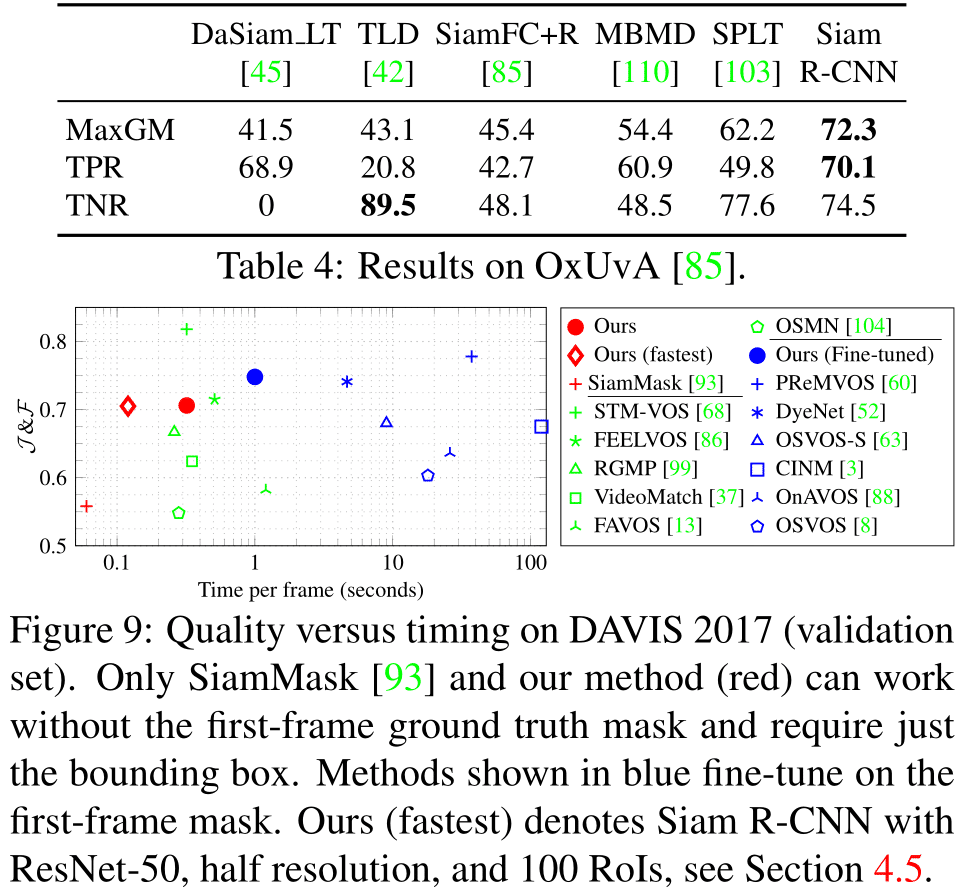 DaSiam_LT TLD SiamFC+R MBMD SPLT Siam
[45] [42] [85] [110] [103] R-CNN
MaxGM 41.5 43.1 45.4 54.4 62.2 72.3
TPR 68.9 20.8 42.7 60.9 49.8 70.1
TNR 0 89.5 48.1 48.5 77.6 74.5
Table 4: Results on OxUvA [85].
0.8
0.7
0.6
0.5
J&F
0.1 1 10 100
Time per frame (seconds)
Ours
Ours (fastest)
SiamMask [93]
STM-VOS [68]
FEELVOS [86]
RGMP [99]
VideoMatch [37]
FAVOS [13]
OSMN [104]
Ours (Fine-tuned)
PReMVOS [60]
DyeNet [52]
OSVOS-S [63]
CINM [3]
OnAVOS [88]
OSVOS [8]
Figure 9: Quality versus timing on DAVIS 2017 (validation
set). Only SiamMask [93] and our method (red) can work
without the first-frame ground truth mask and require just
the bounding box. Methods shown in blue fine-tune on the
first-frame mask. Ours (fastest) denotes Siam R-CNN with
ResNet-50, half resolution, and 100 RoIs, see Section 4.5.